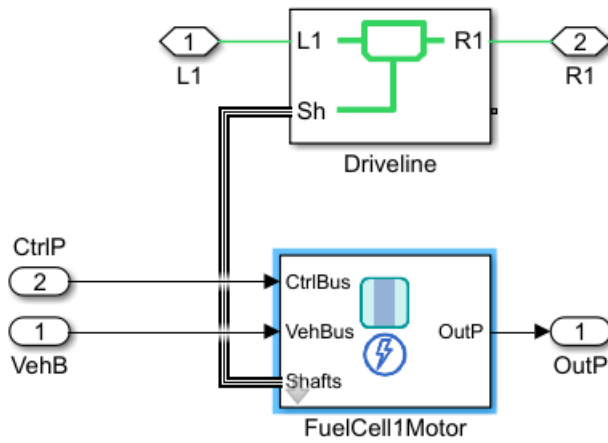 1
L1
L1
R1
Sh
2
R1
Driveline
CtrlP
2
1
VehB
CtrlBus
VehBus
Shafts
OutP
1
OutP
FuelCell1Motor